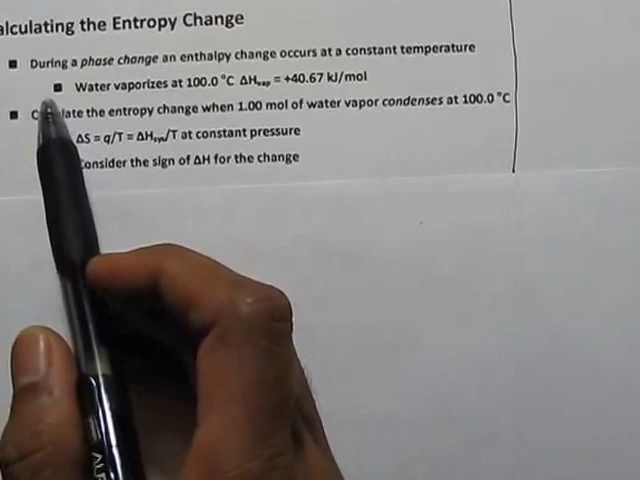 alculating the Entropy Change
During a phase change an enthalpy change occurs at a constant temperature
Water vaporizes at 100.0 °C ΔHvap = +40.67 kJ/mol
late the entropy change when 1.00 mol of water vapor condenses at 100.0 °C
ΔS = q/T = ΔHsys/T at constant pressure
Consider the sign of ΔH for the change